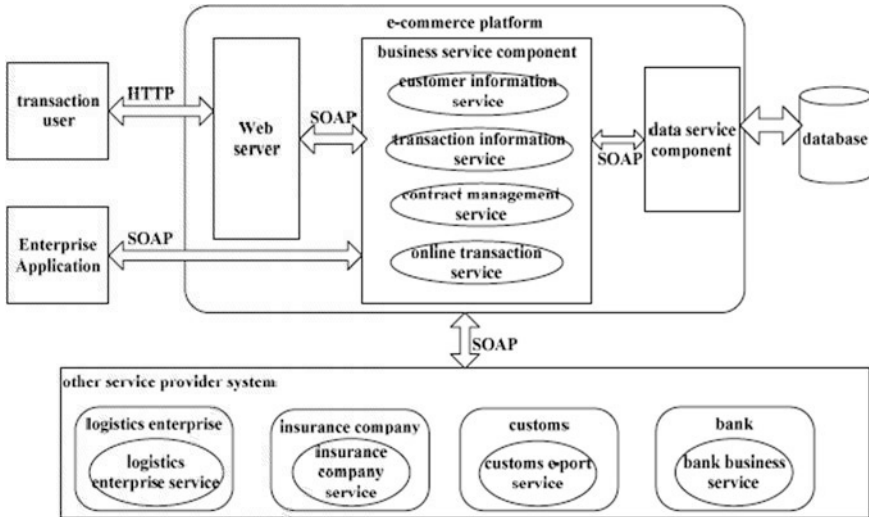 e-commerce platform
business service component
customer information
service
transaction information
service
contract management
service
online transaction
service
transaction
user
HTTP
Web
server
SOAP
SOAP
data service
component
database
Enterprise
Application
SOAP
SOAP
other service provider system
logistics enterprise
logistics
enterprise service
insurance company
insurance
company
service
customs
customs e-port
service
bank
bank business
service